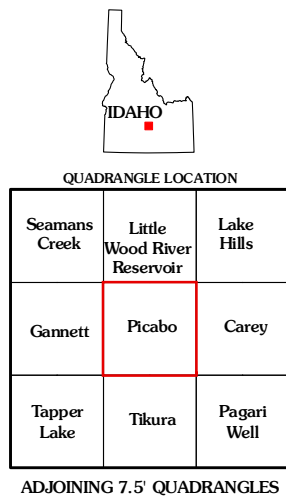 IDAHO
QUADRANGLE LOCATION
Seamans
Creek
Little
Wood River
Reservoir
Lake
Hills
Gannett
Picabo
Carey
Tapper
Lake
Tikura
Pagari
Well
ADJOINING 7.5' QUADRANGLES